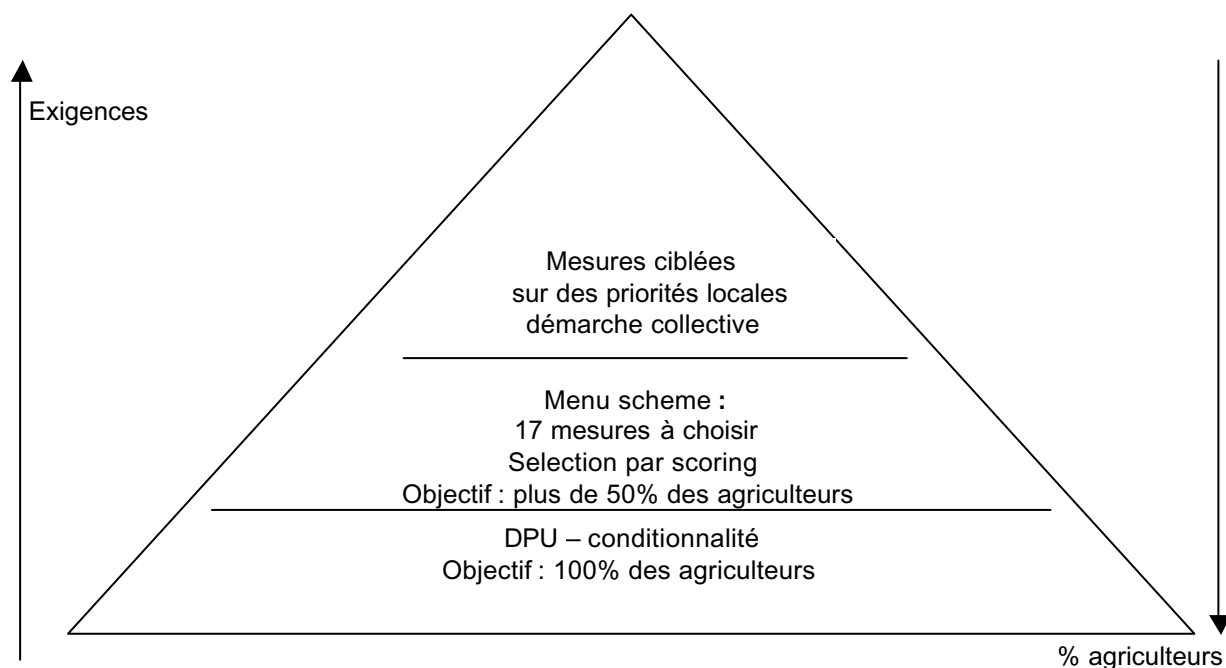 Exigences
Mesures ciblées
sur des priorités locales
démarche collective
Menu scheme :
17 mesures à choisir
Selection par scoring
Objectif : plus de 50% des agriculteurs
DPU – conditionnalité
Objectif : 100% des agriculteurs
% agriculteurs